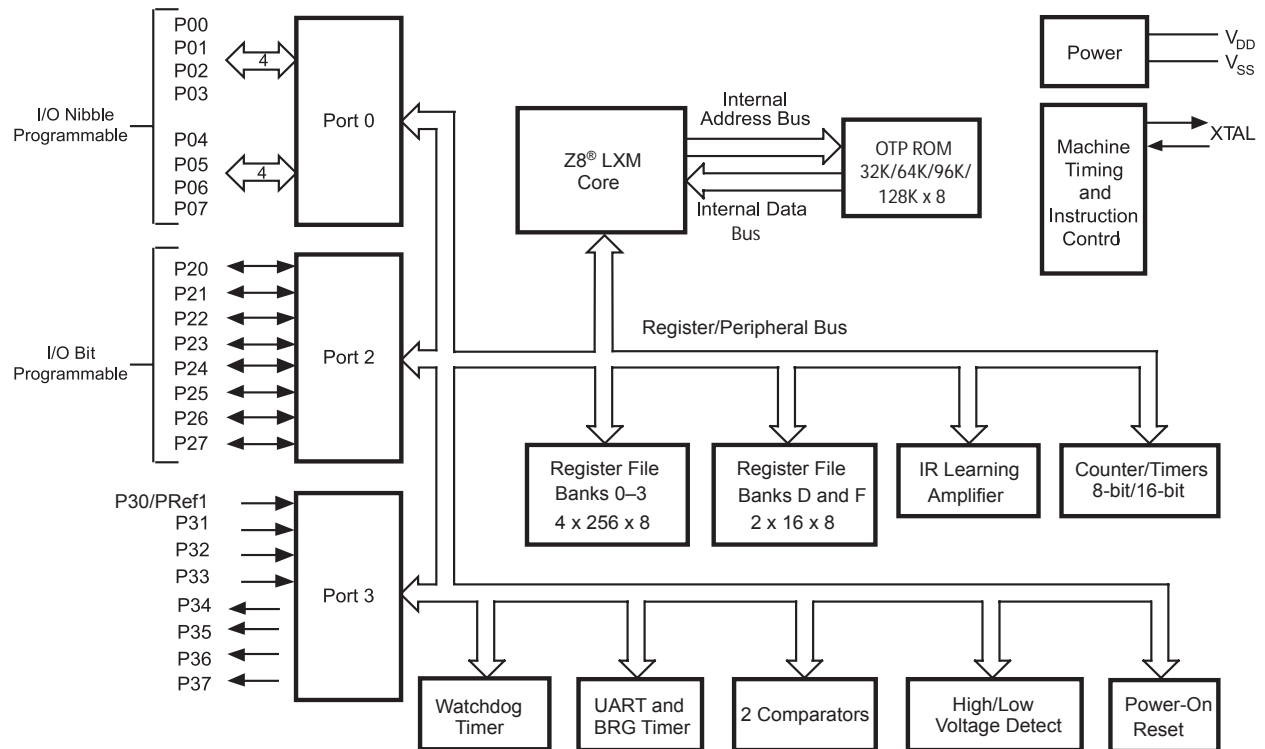 P00
P01
P02
P03
4
I/O Nibble
Programmable
P04
P05
P06
P07
4
Port 0
P20
P21
P22
P23
P24
P25
P26
P27
I/O Bit
Programmable
Port 2
P30/PRef1
P31
P32
P33
P34
P35
P36
P37
Port 3
Z8® LXM
Core
Internal
Address Bus
Internal Data
Bus
OTP ROM
32K/64K/96K/
128K x 8
Power
VDD
VSS
Machine
Timing
and
Instruction
Control
XTAL
Register/Peripheral Bus
Register File
Banks 0–3
4 x 256 x 8
Register File
Banks D and F
2 x 16 x 8
IR Learning
Amplifier
Counter/Timers
8-bit/16-bit
Watchdog
Timer
UART and
BRG Timer
2 Comparators
High/Low
Voltage Detect
Power-On
Reset